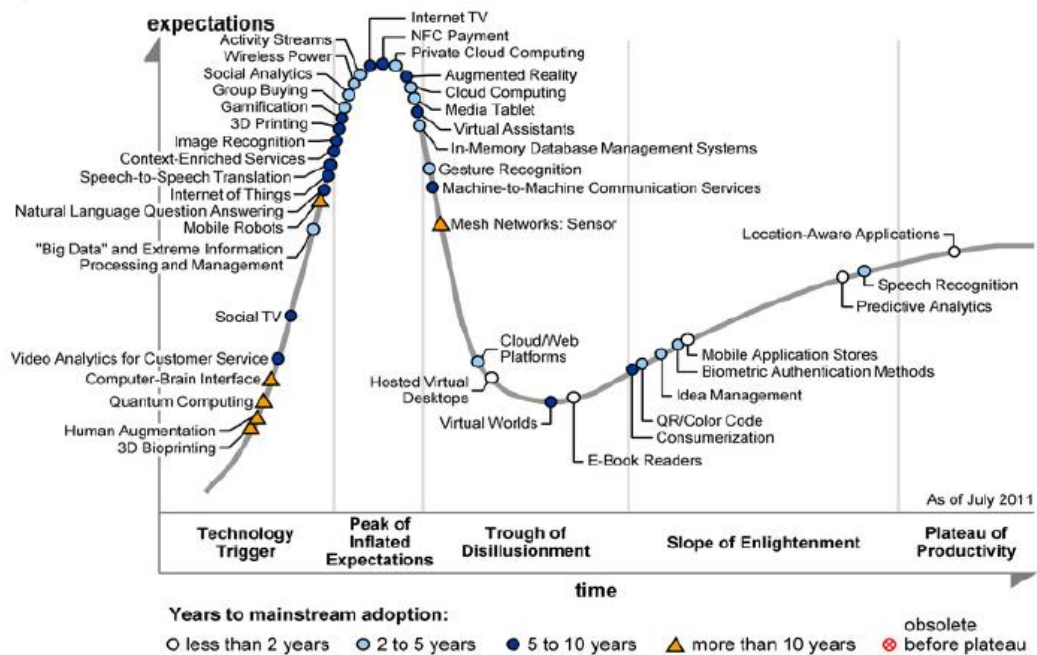 expectations
Internet TV
NFC Payment
Activity Streams
Private Cloud Computing
Wireless Power
Social Analytics
Augmented Reality
Group Buying
Cloud Computing
Gamification
Media Tablet
3D Printing
Virtual Assistants
Image Recognition
In-Memory Database Management Systems
Context-Enriched Services
Gesture Recognition
Speech-to-Speech Translation
Machine-to-Machine Communication Services
Internet of Things
Natural Language Question Answering
Mobile Robots
Mesh Networks: Sensor
"Big Data" and Extreme Information
Processing and Management
Location-Aware Applications
Speech Recognition
Predictive Analytics
Social TV
Video Analytics for Customer Service
Cloud/Web
Platforms
Computer-Brain Interface
Hosted Virtual
Desktops
Mobile Application Stores
Biometric Authentication Methods
Quantum Computing
Idea Management
Human Augmentation
Virtual Worlds
QR/Color Code
3D Bioprinting
Consumerization
E-Book Readers
As of July 2011
Technology
Trigger
Peak of
Inflated
Expectations
Trough of
Disillusionment
Slope of Enlightenment
Plateau of
Productivity
time
Years to mainstream adoption:
less than 2 years
2 to 5 years
5 to 10 years
more than 10 years
obsolete
before plateau